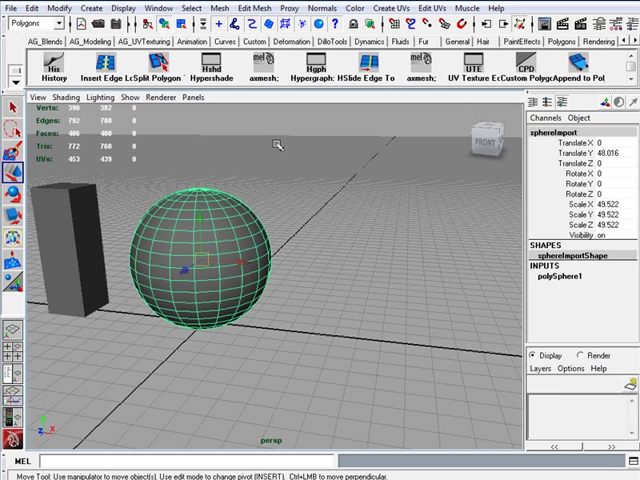 File Edit Modify Create Display Window Select Mesh Edit Mesh Proxy Normals Color Create UVs Edit UVs Muscle Help
Polygons
AG_Blends AG_Modeling AG_UVTexturing Animation Curves Custom Deformation DilloTools Dynamics Fluids Fur General Hair PaintEffects Polygons Rendering
His mel Hshd Hgph mel UTE CPD
History Insert Edge Lc Split Polygon Hypershade axmesh; Hypergraph: H Slide Edge To axmesh; UV Texture Ec Custom Polygo Append to Pol
View Shading Lighting Show Renderer Panels
Verts: 390 382 0
Edges: 792 780 0
Faces: 406 400 0
Tris: 772 760 0
UVs: 453 439 0
FRONT
Channels Object
sphereImport
Translate X 0
Translate Y 48.016
Translate Z 0
Rotate X 0
Rotate Y 0
Rotate Z 0
Scale X 49.522
Scale Y 49.522
Scale Z 49.522
Visibility on
SHAPES
sphereImportShape
INPUTS
polySphere1
Display Render
Layers Options Help
y
z x
persp
<< >>
MEL
Move Tool: Use manipulator to move object(s). Use edit mode to change pivot (INSERT). Ctrl+LMB to move perpendicular.